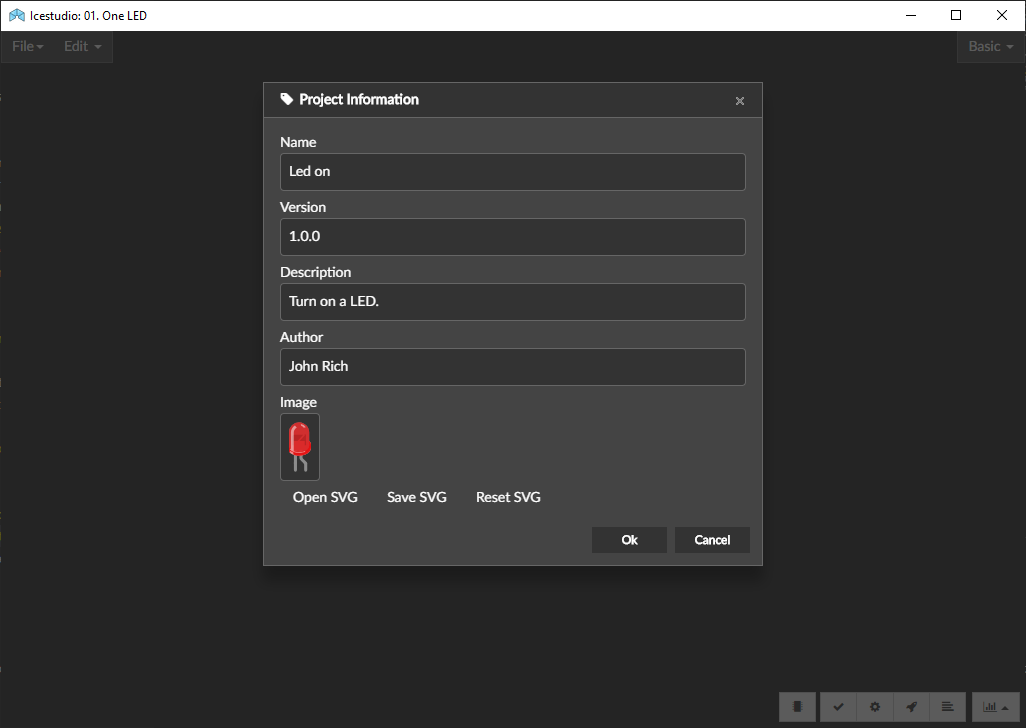 Icestudio: 01. One LED
File Edit Basic
Project Information
Name
Led on
Version
1.0.0
Description
Turn on a LED.
Author
John Rich
Image
Open SVG Save SVG Reset SVG
Ok Cancel